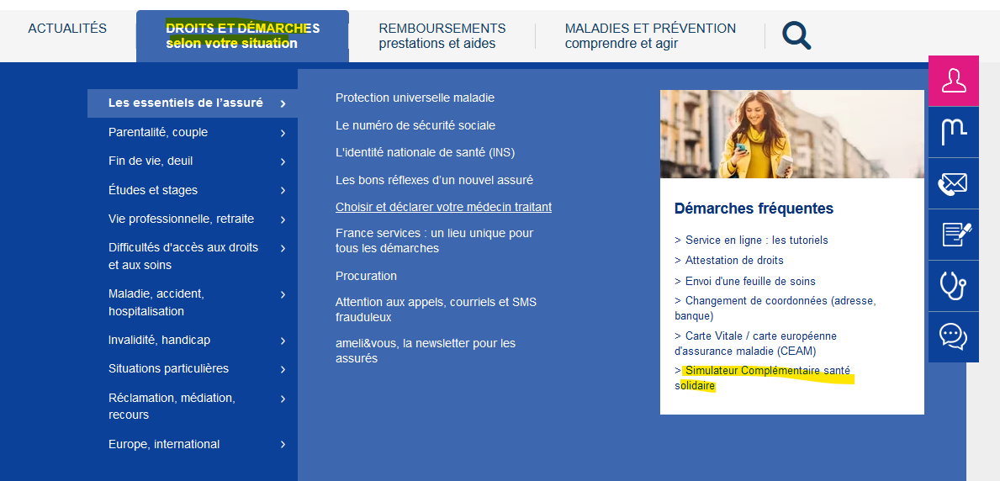 ACTUALITÉS
DROITS ET DÉMARCHES
selon votre situation
REMBOURSEMENTS
prestations et aides
MALADIES ET PRÉVENTION
comprendre et agir
Les essentiels de l'assuré
Parentalité, couple
Fin de vie, deuil
Études et stages
Vie professionnelle, retraite
Difficultés d'accès aux droits
et aux soins
Maladie, accident,
hospitalisation
Invalidité, handicap
Situations particulières
Réclamation, médiation,
recours
Europe, international
Protection universelle maladie
Le numéro de sécurité sociale
L'identité nationale de santé (INS)
Les bons réflexes d'un nouvel assuré
Choisir et déclarer votre médecin traitant
France services : un lieu unique pour
tous les démarches
Procuration
Attention aux appels, courriels et SMS
frauduleux
ameli&vous, la newsletter pour les
assurés
Démarches fréquentes
> Service en ligne : les tutoriels
> Attestation de droits
> Envoi d'une feuille de soins
> Changement de coordonnées (adresse,
banque)
> Carte Vitale / carte européenne
d'assurance maladie (CEAM)
> Simulateur Complémentaire santé
solidaire